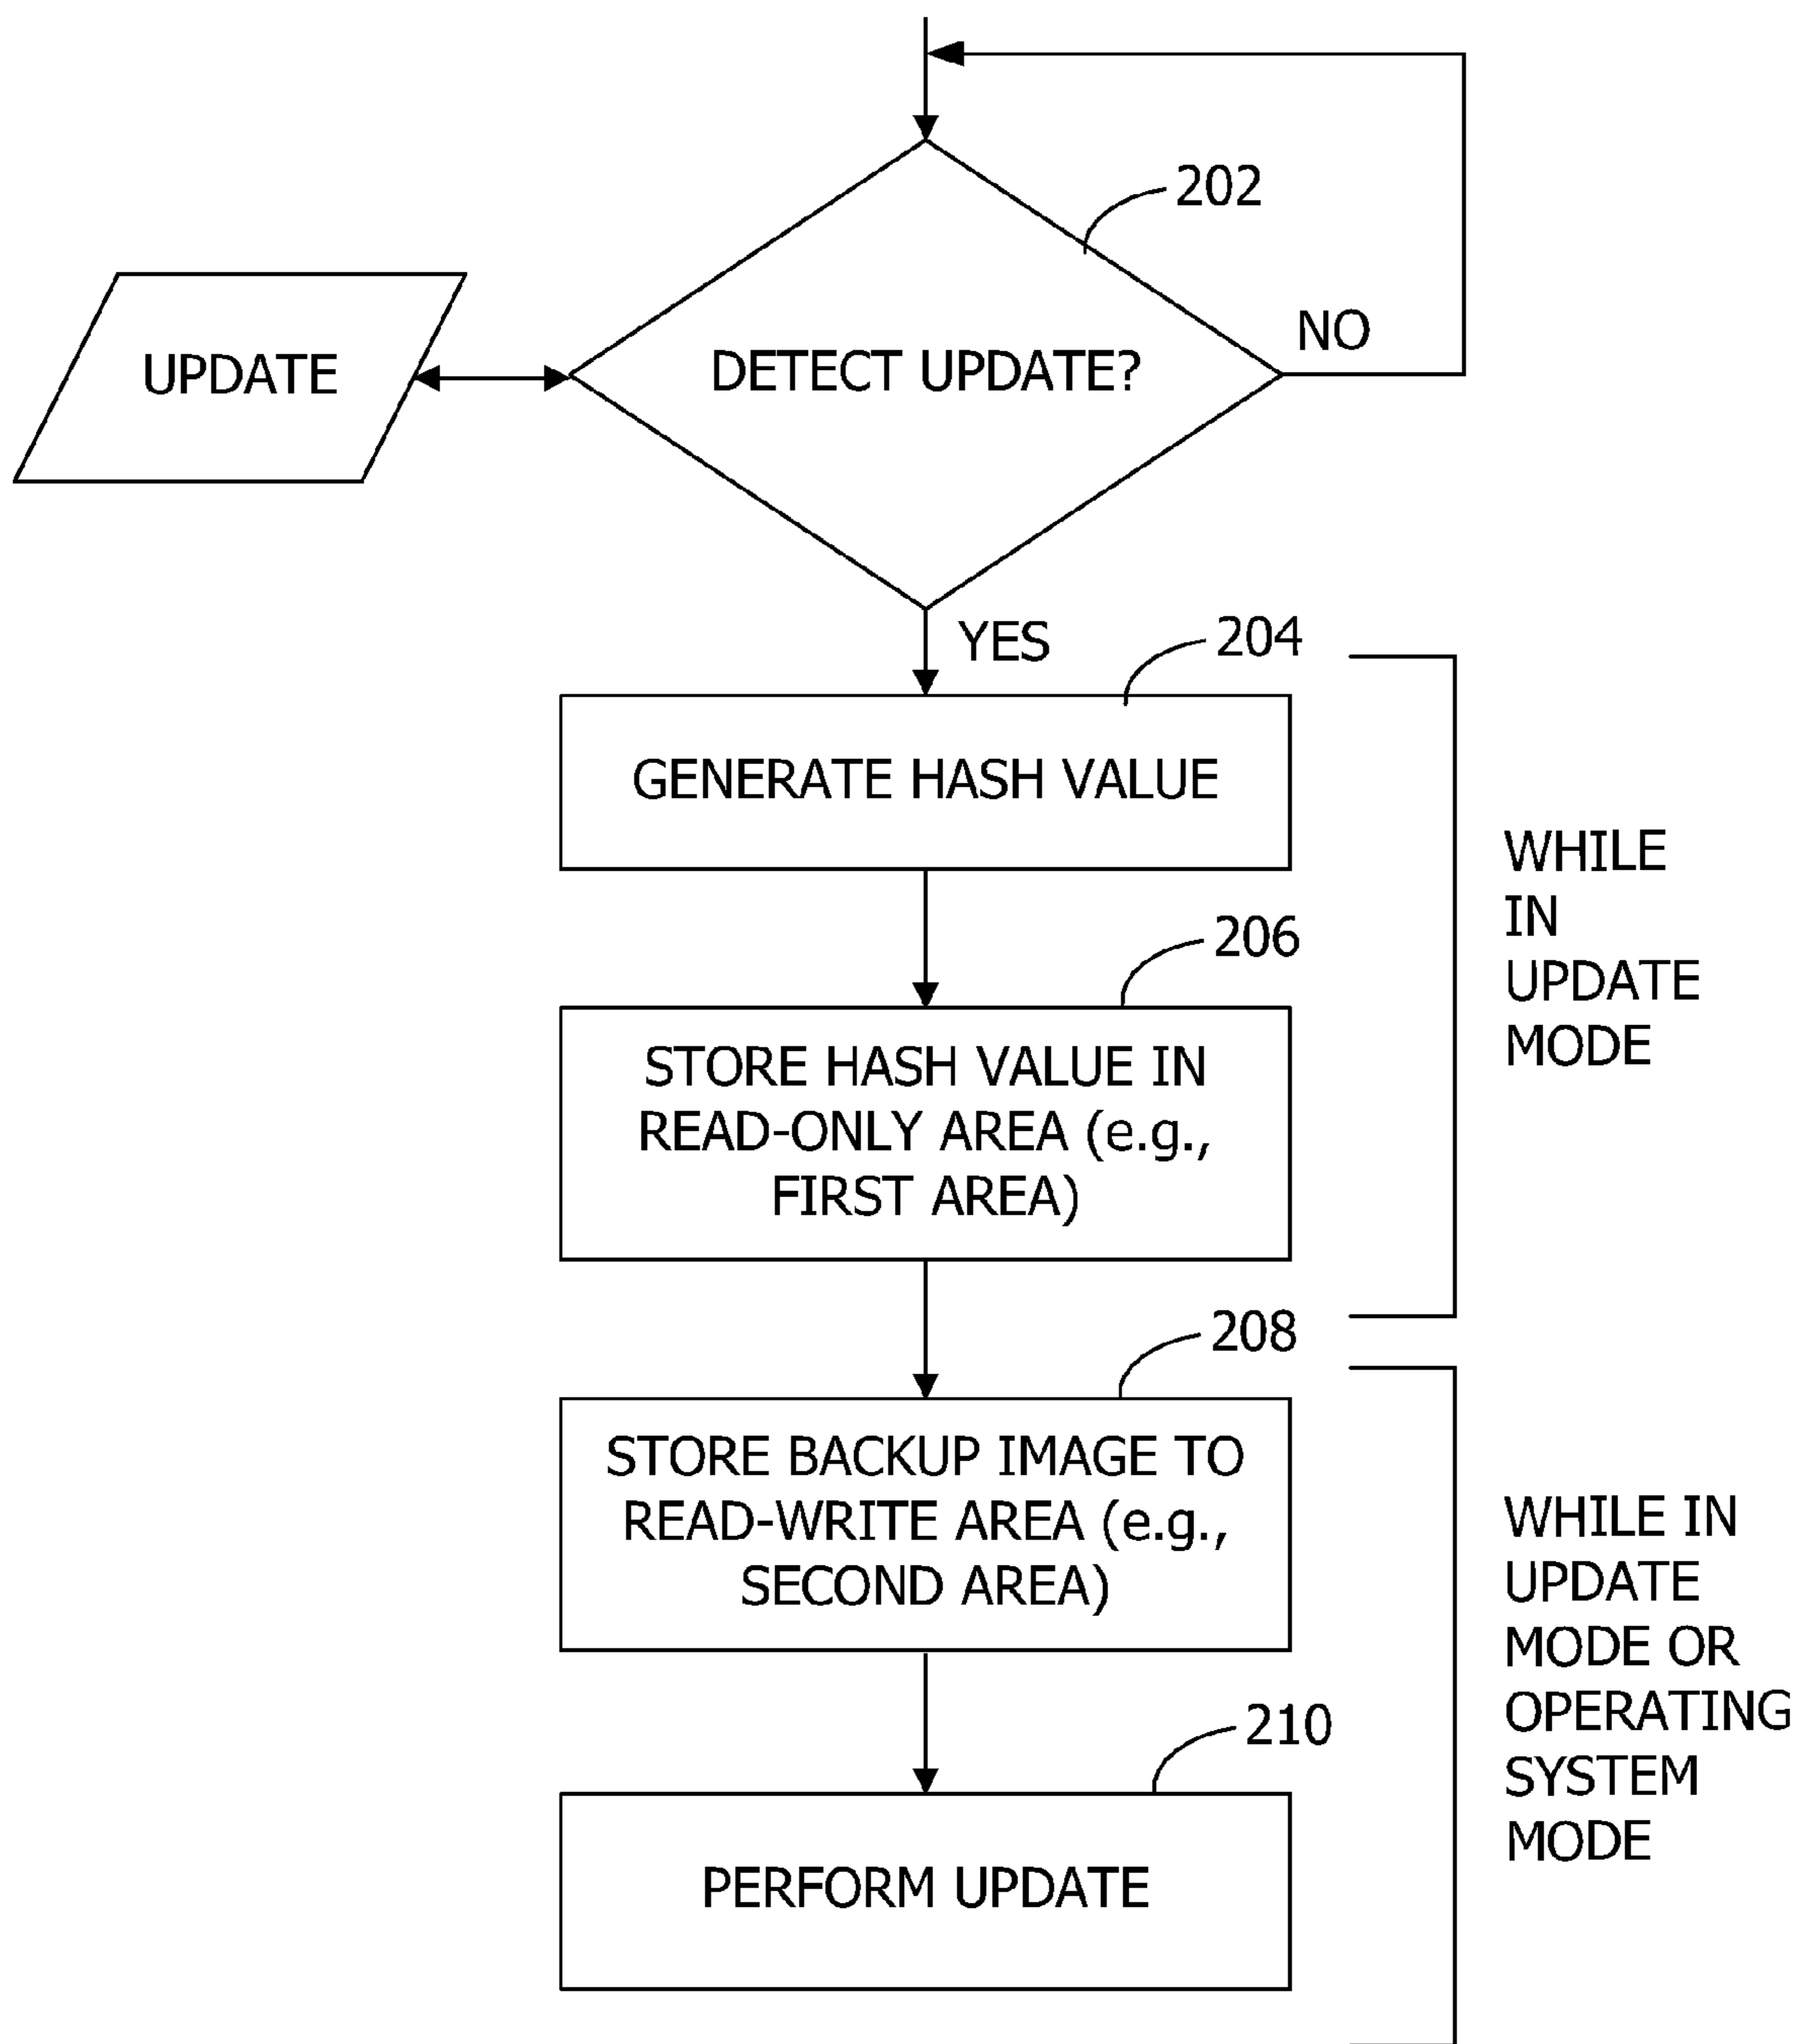 202
NO
UPDATE
DETECT UPDATE?
YES
204
GENERATE HASH VALUE
WHILE
IN
UPDATE
MODE
206
STORE HASH VALUE IN
READ-ONLY AREA (e.g.,
FIRST AREA)
208
STORE BACKUP IMAGE TO
READ-WRITE AREA (e.g.,
SECOND AREA)
WHILE IN
UPDATE
MODE OR
OPERATING
SYSTEM
MODE
210
PERFORM UPDATE